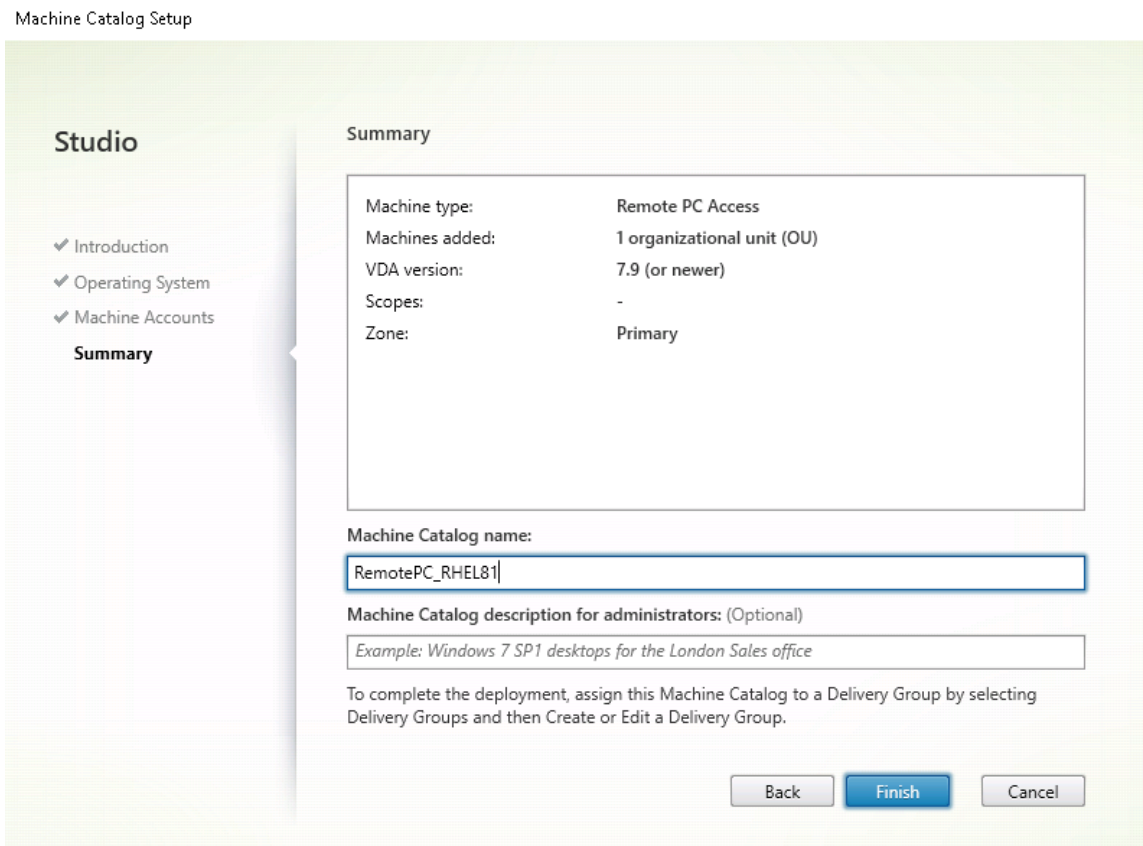 Machine Catalog Setup
Studio
Introduction
Operating System
Machine Accounts
Summary
Summary
Machine type: Remote PC Access
Machines added: 1 organizational unit (OU)
VDA version: 7.9 (or newer)
Scopes: -
Zone: Primary
Machine Catalog name:
RemotePC_RHEL81
Machine Catalog description for administrators: (Optional)
Example: Windows 7 SP1 desktops for the London Sales office
To complete the deployment, assign this Machine Catalog to a Delivery Group by selecting
Delivery Groups and then Create or Edit a Delivery Group.
Back Finish Cancel